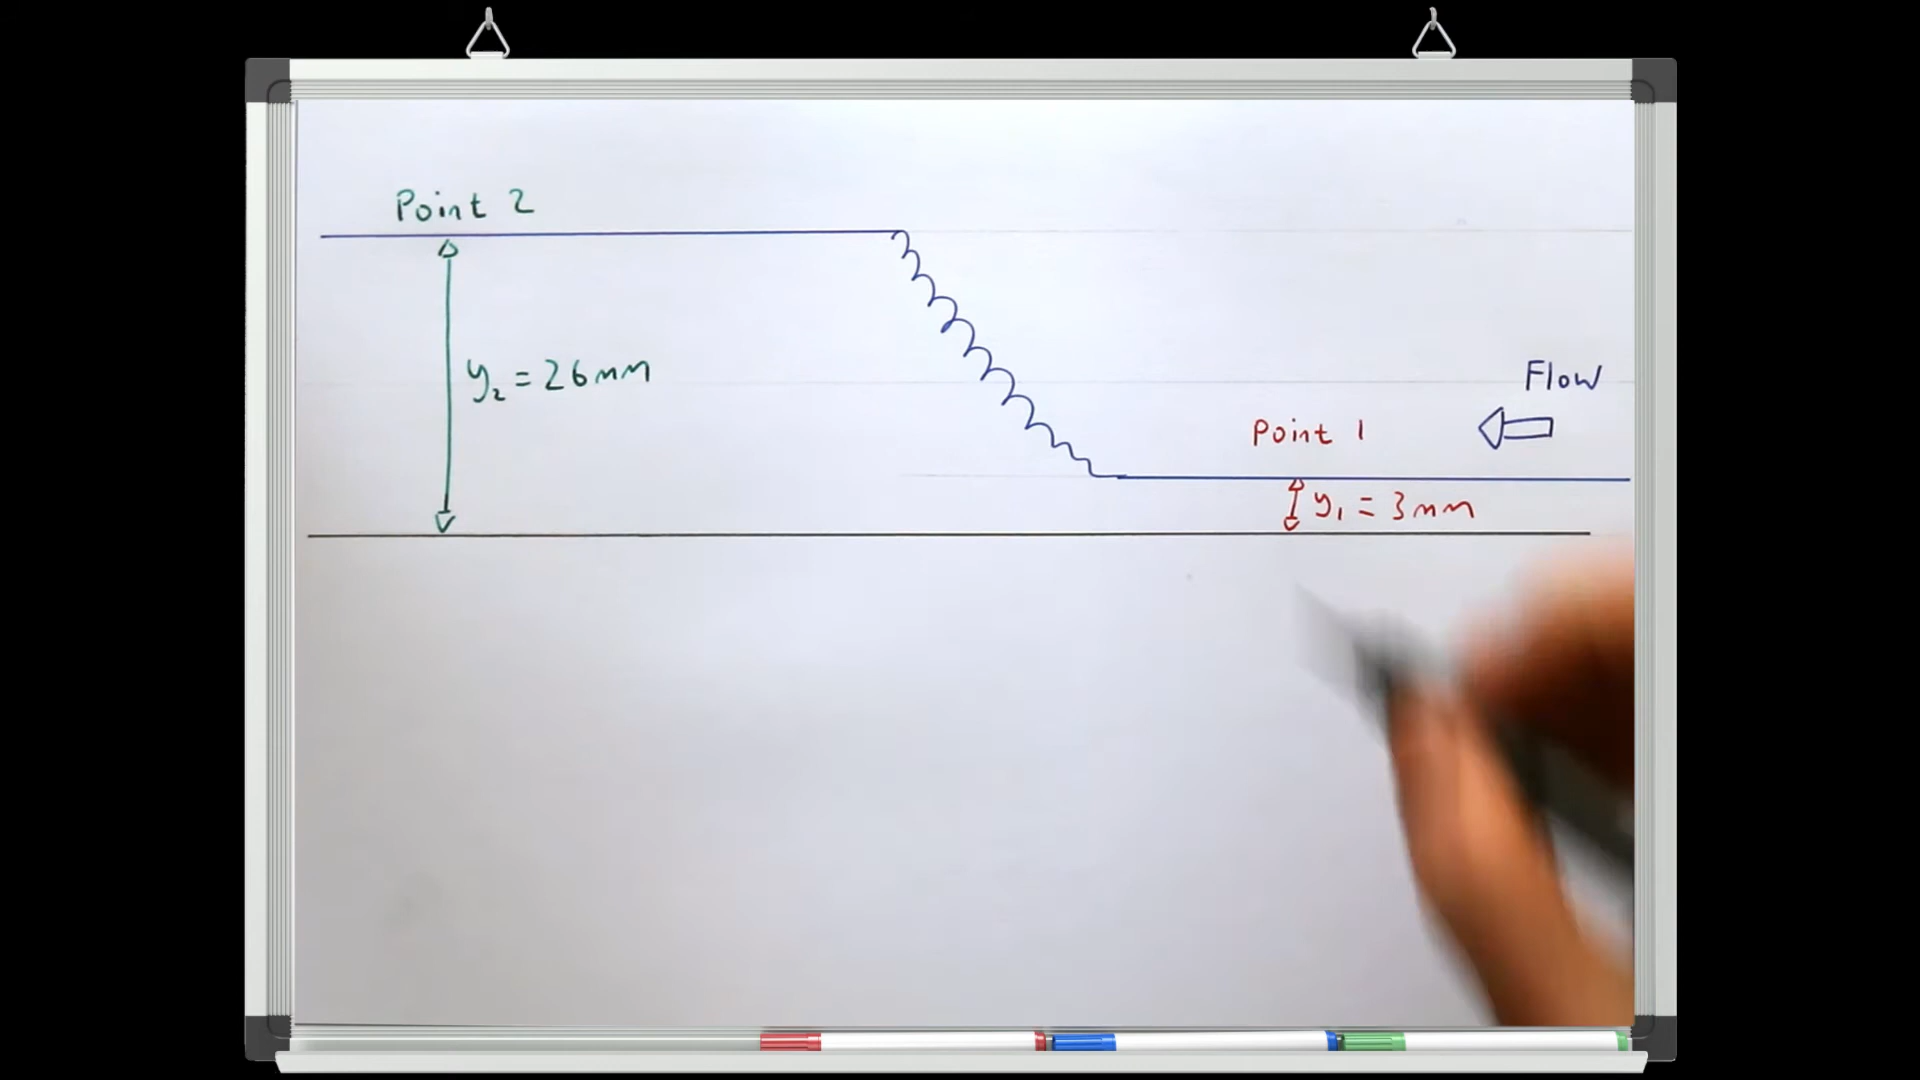 Point 2
y₂ = 26mm
Flow
Point 1
y₁ = 3mm